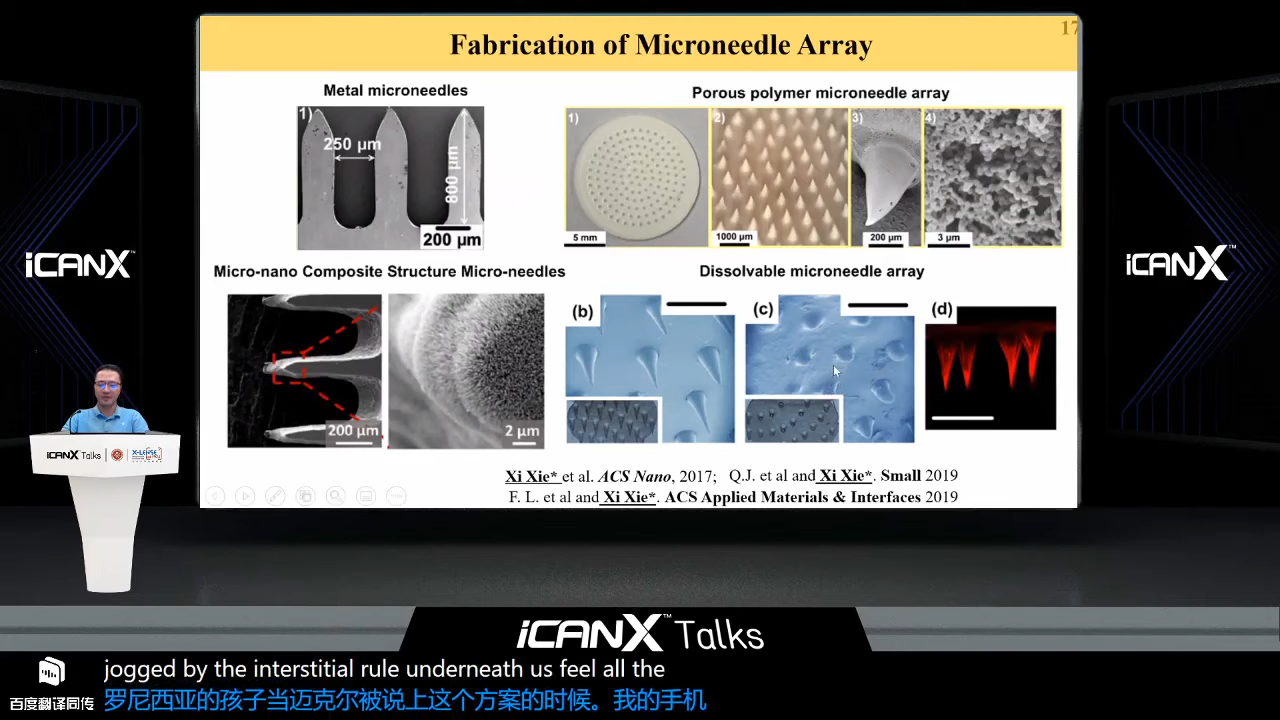 Fabrication of Microneedle Array
17
Metal microneedles
1)
250 μm
800 μm
200 μm
Porous polymer microneedle array
1)
2)
3)
4)
5 mm
1000 μm
200 μm
3 μm
Micro-nano Composite Structure Micro-needles
200 μm
2 μm
Dissolvable microneedle array
(b)
(c)
(d)
Xi Xie* et al. ACS Nano, 2017; Q.J. et al and Xi Xie*. Small 2019
F. L. et al and Xi Xie*. ACS Applied Materials & Interfaces 2019
iCANX™
iCANX™
iCANX Talks
X-LENSE
iCANX™ Talks
jogged by the interstitial rule underneath us feel all the
百度翻译同传
罗尼西亚的孩子当迈克尔被说上这个方案的时候。我的手机